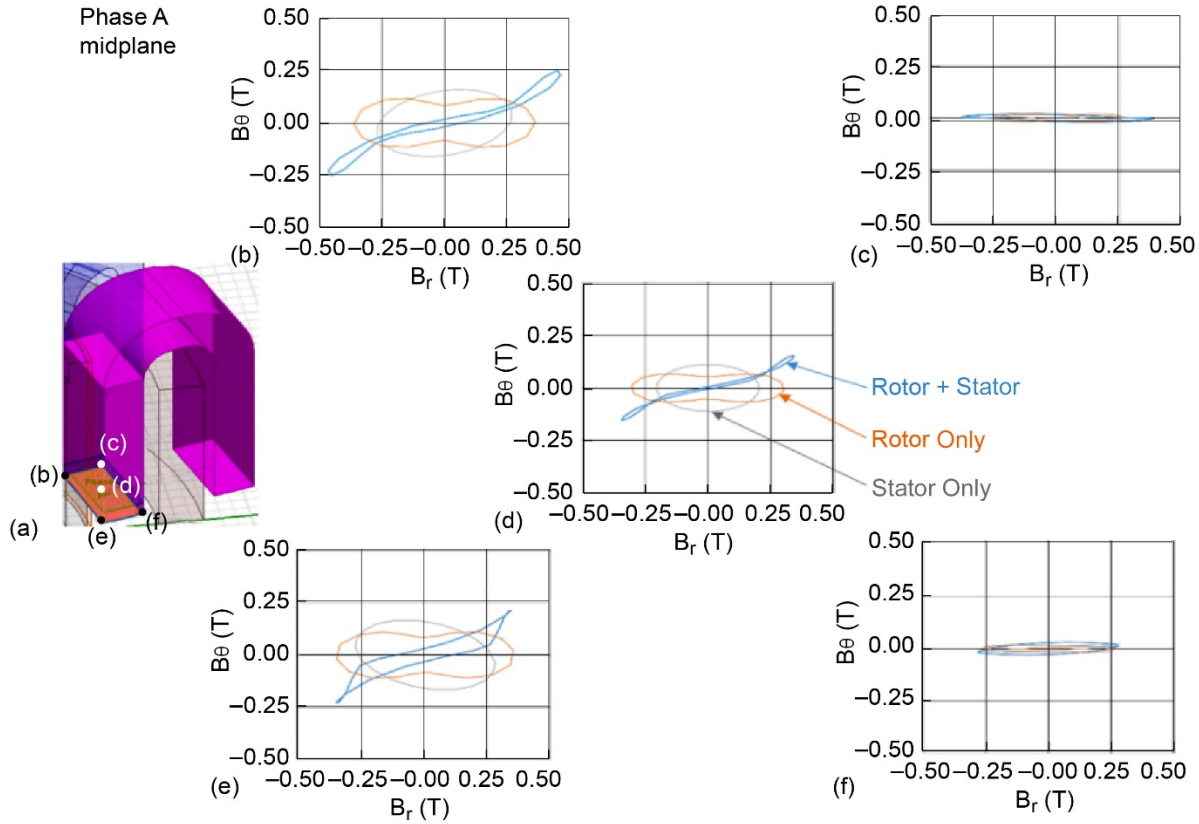 Phase A
midplane
0.50
0.25
0.00
–0.25
–0.50
Bθ (T)
–0.50 –0.25 –0.00 0.25 0.50
Br (T)
(b)
0.50
0.25
0.00
–0.25
–0.50
Bθ (T)
–0.50 –0.25 –0.00 0.25 0.50
Br (T)
(c)
(b)
(c)
(d)
(e)
(f)
(a)
0.50
0.25
0.00
–0.25
–0.50
Bθ (T)
–0.50 –0.25 –0.00 0.25 0.50
Br (T)
(d)
Rotor + Stator
Rotor Only
Stator Only
0.50
0.25
0.00
–0.25
–0.50
Bθ (T)
–0.50 –0.25 –0.00 0.25 0.50
Br (T)
(e)
0.50
0.25
0.00
–0.25
–0.50
Bθ (T)
–0.50 –0.25 –0.00 0.25 0.50
Br (T)
(f)